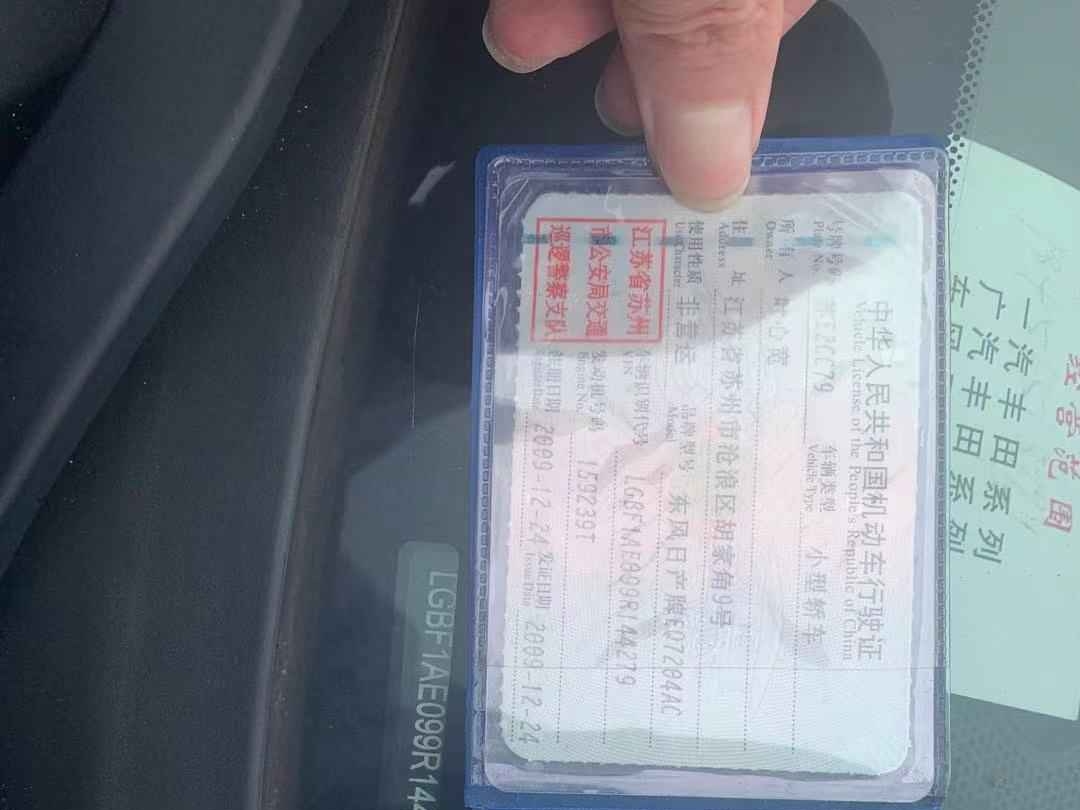 中华人民共和国机动车行驶证
Vehicle License of the People's Republic of China
号牌号码
Plate No.
车辆类型 小型轿车
Vehicle Type
所有人 心宽
Owner
住址 江苏省苏州市沧浪区胡家角9号
Address
使用性质 非营运 品牌型号 东风日产牌EQ7204AC
Use Character Model
江苏省苏州
市公安局交通
巡逻警察支队
车辆识别代号
VIN
发动机号码 159239T
Engine No.
注册日期 2009-12-24 发证日期 2009-12-24
Issue Date
LGBF1AE099R144
经营范围
一汽丰田系列
广汽丰田系列